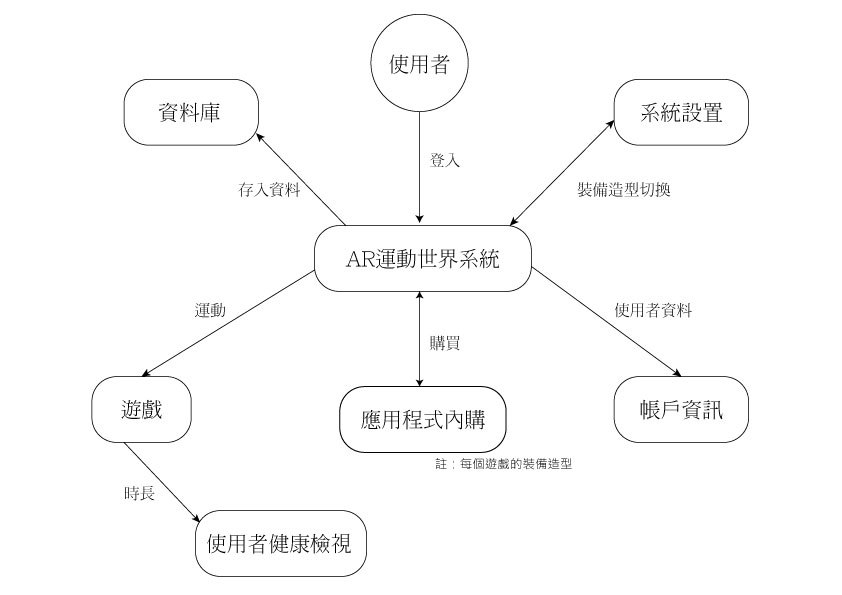 使用者
資料庫
系統設置
登入
存入資料
裝備造型切換
AR運動世界系統
運動
使用者資料
購買
遊戲
應用程式內購
帳戶資訊
註：每個遊戲的裝備造型
時長
使用者健康檢視